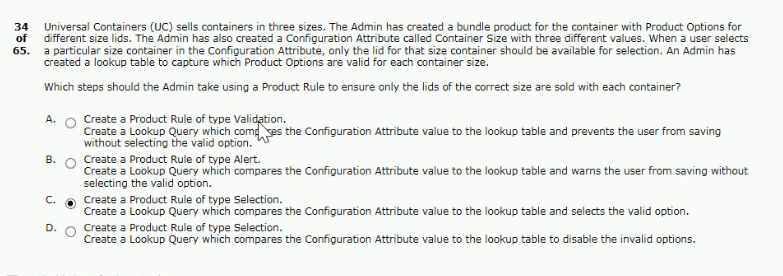 34 Universal Containers (UC) sells containers in three sizes. The Admin has created a bundle product for the container with Product Options for
of different size lids. The Admin has also created a Configuration Attribute called Container Size with three different values. When a user selects
65. a particular size container in the Configuration Attribute, only the lid for that size container should be available for selection. An Admin has
created a lookup table to capture which Product Options are valid for each container size.
Which steps should the Admin take using a Product Rule to ensure only the lids of the correct size are sold with each container?
A. Create a Product Rule of type Validation.
Create a Lookup Query which compares the Configuration Attribute value to the lookup table and prevents the user from saving
without selecting the valid option.
B. Create a Product Rule of type Alert.
Create a Lookup Query which compares the Configuration Attribute value to the lookup table and warns the user from saving without
selecting the valid option.
C. Create a Product Rule of type Selection.
Create a Lookup Query which compares the Configuration Attribute value to the lookup table and selects the valid option.
D. Create a Product Rule of type Selection.
Create a Lookup Query which compares the Configuration Attribute value to the lookup table to disable the invalid options.